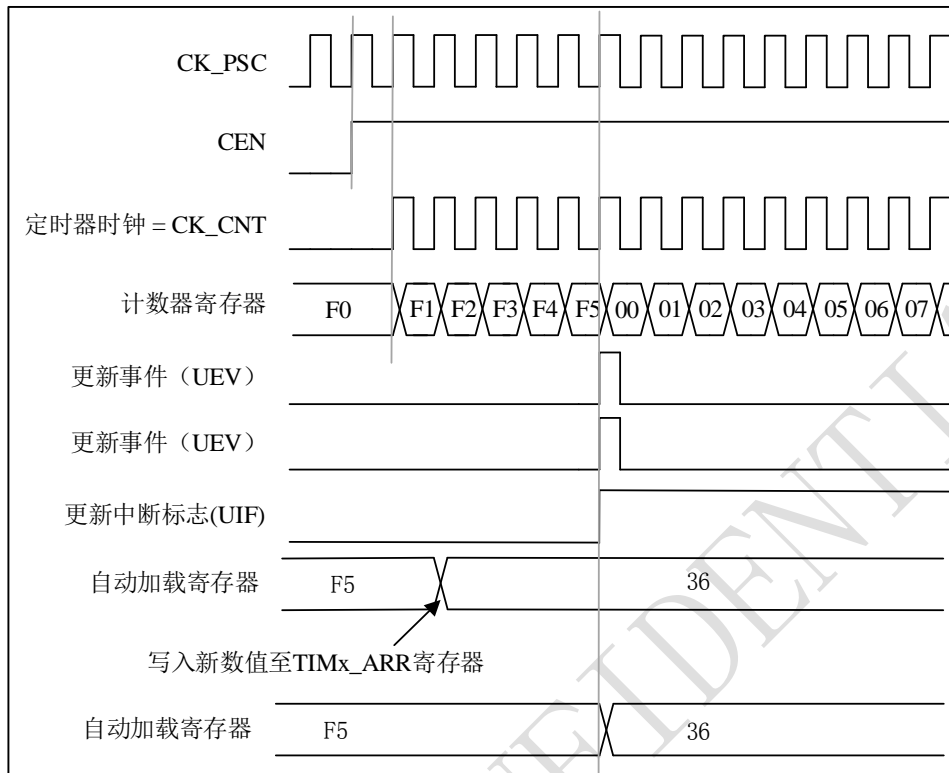 CK_PSC
CEN
定时器时钟 = CK_CNT
计数器寄存器 F0 F1 F2 F3 F4 F5 00 01 02 03 04 05 06 07
更新事件（UEV）
更新事件（UEV）
更新中断标志(UIF)
自动加载寄存器 F5 36
写入新数值至TIMx_ARR寄存器
自动加载寄存器 F5 36